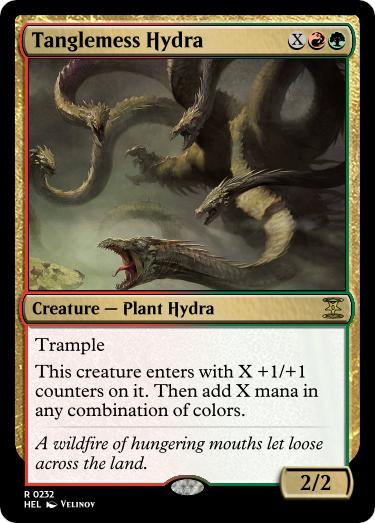 Tanglemess Hydra X
Creature — Plant Hydra
Trample
This creature enters with X +1/+1
counters on it. Then add X mana in
any combination of colors.
A wildfire of hungering mouths let loose
across the land.
2/2
R 0232
HEL Velinov